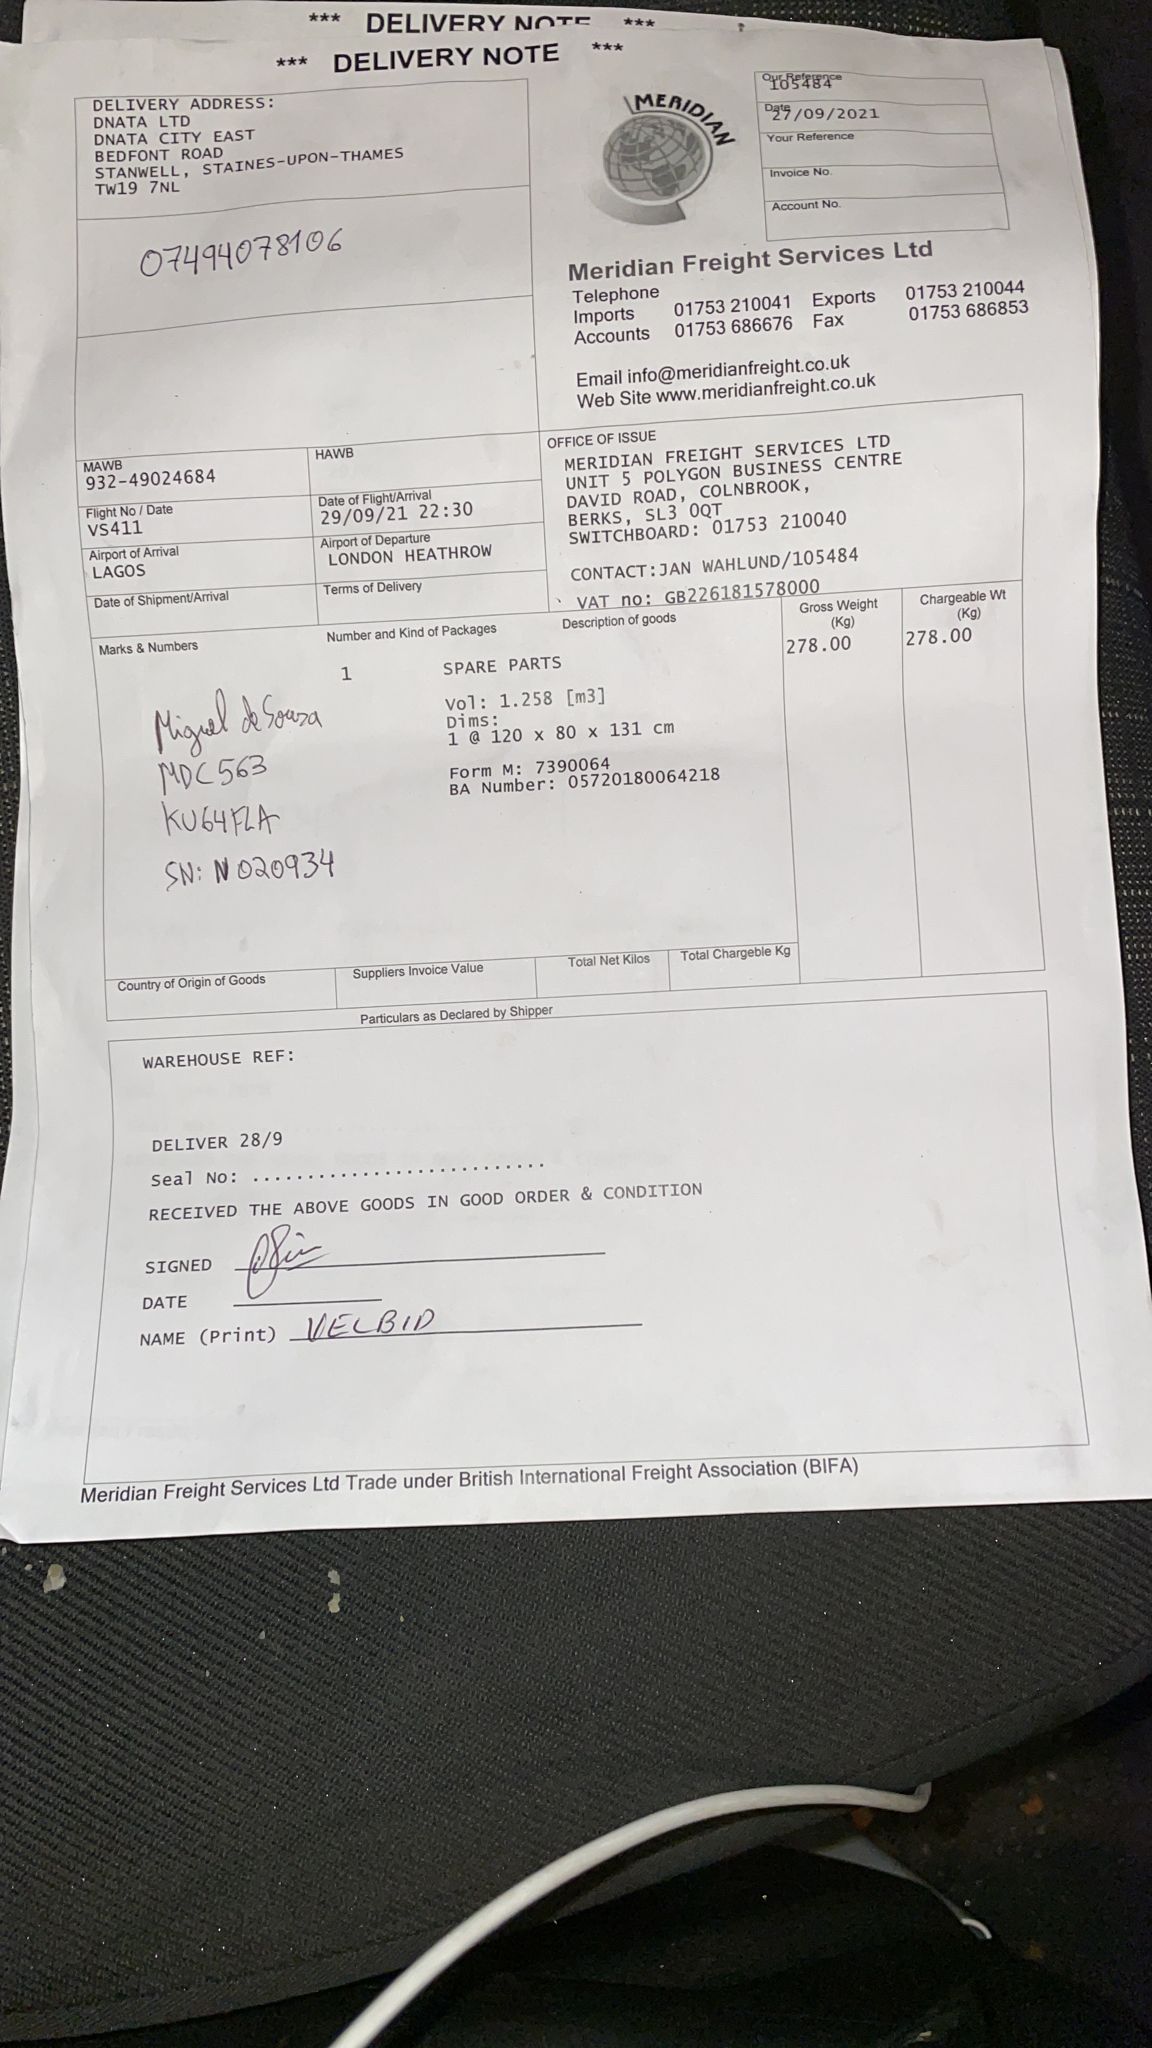 *** DELIVERY NOTE ***
*** DELIVERY NOTE ***
DELIVERY ADDRESS:
DNATA LTD
DNATA CITY EAST
BEDFONT ROAD
STANWELL, STAINES-UPON-THAMES
TW19 7NL
07494078106
MERIDIAN
Our Reference
105484
Date
27/09/2021
Your Reference
Invoice No.
Account No.
Meridian Freight Services Ltd
Telephone
Imports 01753 210041 Exports 01753 210044
Accounts 01753 686676 Fax 01753 686853
Email info@meridianfreight.co.uk
Web Site www.meridianfreight.co.uk
MAWB
932-49024684
HAWB
Flight No / Date
VS411
Date of Flight/Arrival
29/09/21 22:30
Airport of Arrival
LAGOS
Airport of Departure
LONDON HEATHROW
Date of Shipment/Arrival
Terms of Delivery
OFFICE OF ISSUE
MERIDIAN FREIGHT SERVICES LTD
UNIT 5 POLYGON BUSINESS CENTRE
DAVID ROAD, COLNBROOK,
BERKS, SL3 0QT
SWITCHBOARD: 01753 210040
CONTACT:JAN WAHLUND/105484
VAT no: GB226181578000
Marks & Numbers
Number and Kind of Packages
Description of goods
Gross Weight
(Kg)
Chargeable Wt
(Kg)
1 SPARE PARTS 278.00 278.00
Vol: 1.258 [m3]
Dims:
1 @ 120 x 80 x 131 cm
Form M: 7390064
BA Number: 05720180064218
Miguel de Souza
MDC563
KU64FLA
SN: N020934
Country of Origin of Goods
Suppliers Invoice Value
Total Net Kilos
Total Chargeble Kg
Particulars as Declared by Shipper
WAREHOUSE REF:
DELIVER 28/9
Seal No: ...........................
RECEIVED THE ABOVE GOODS IN GOOD ORDER & CONDITION
SIGNED
DATE
NAME (Print) VELBID
Meridian Freight Services Ltd Trade under British International Freight Association (BIFA)